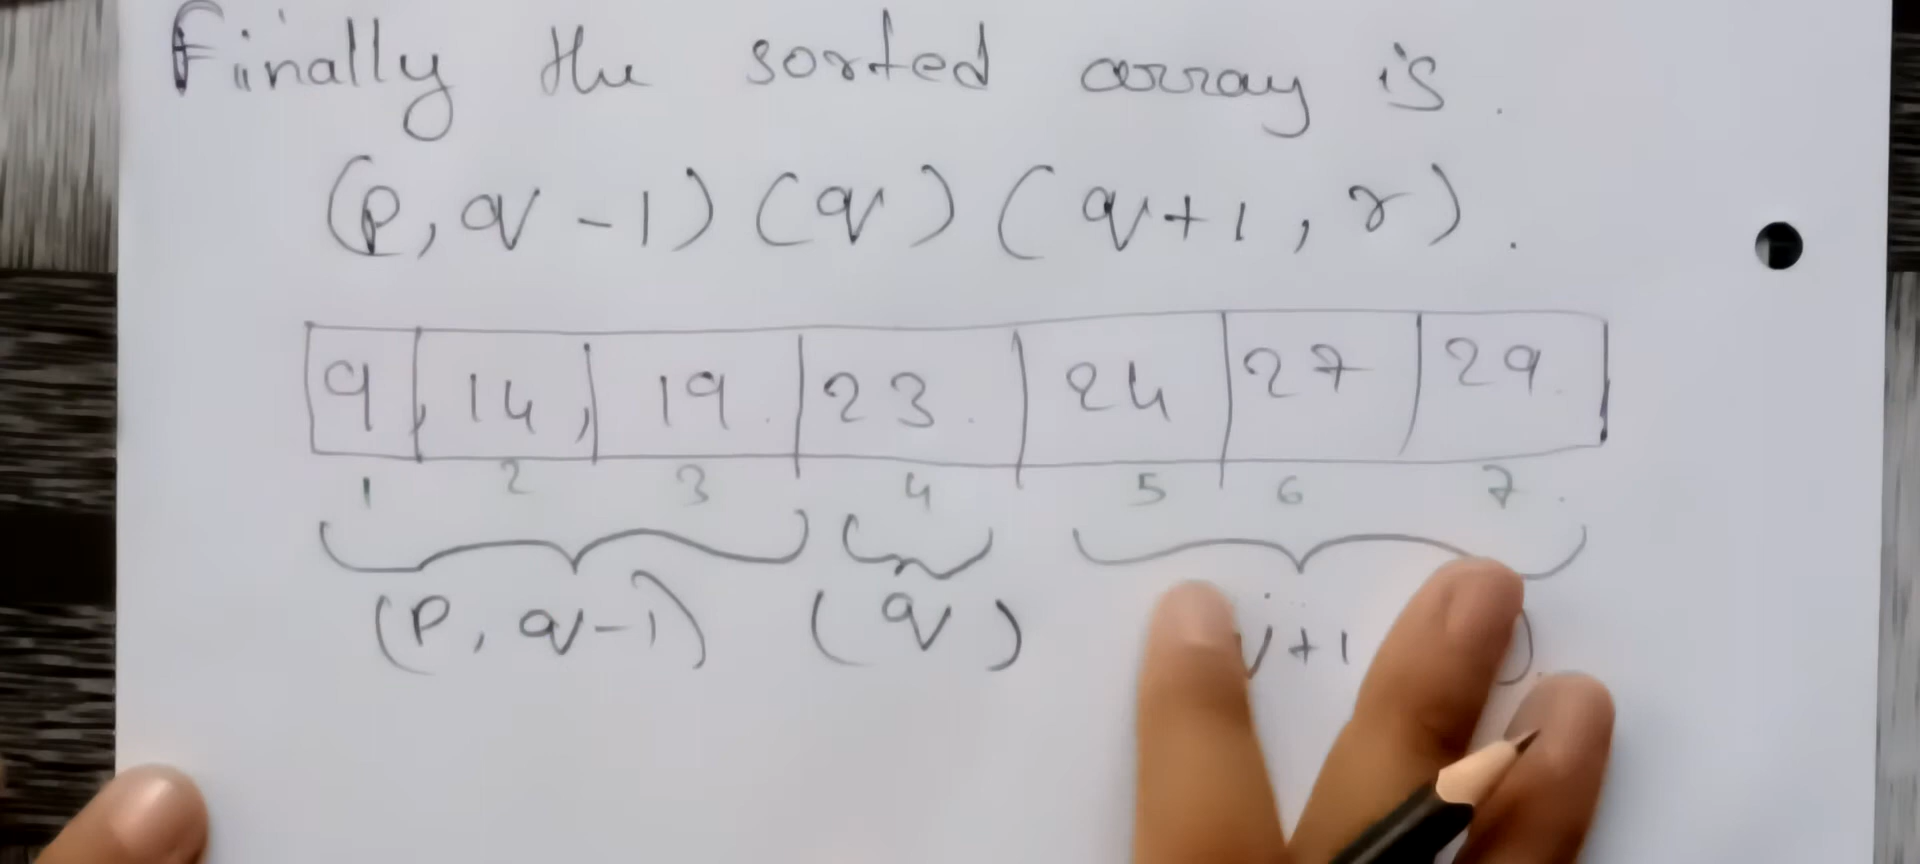 Finally the sorted array is.
(P, q-1) (q) (q+1, r).
9, 14, 19. 23. 24 27 29.
1 2 3 4 5 6 7.
(P, q-1) (q) +1 ).